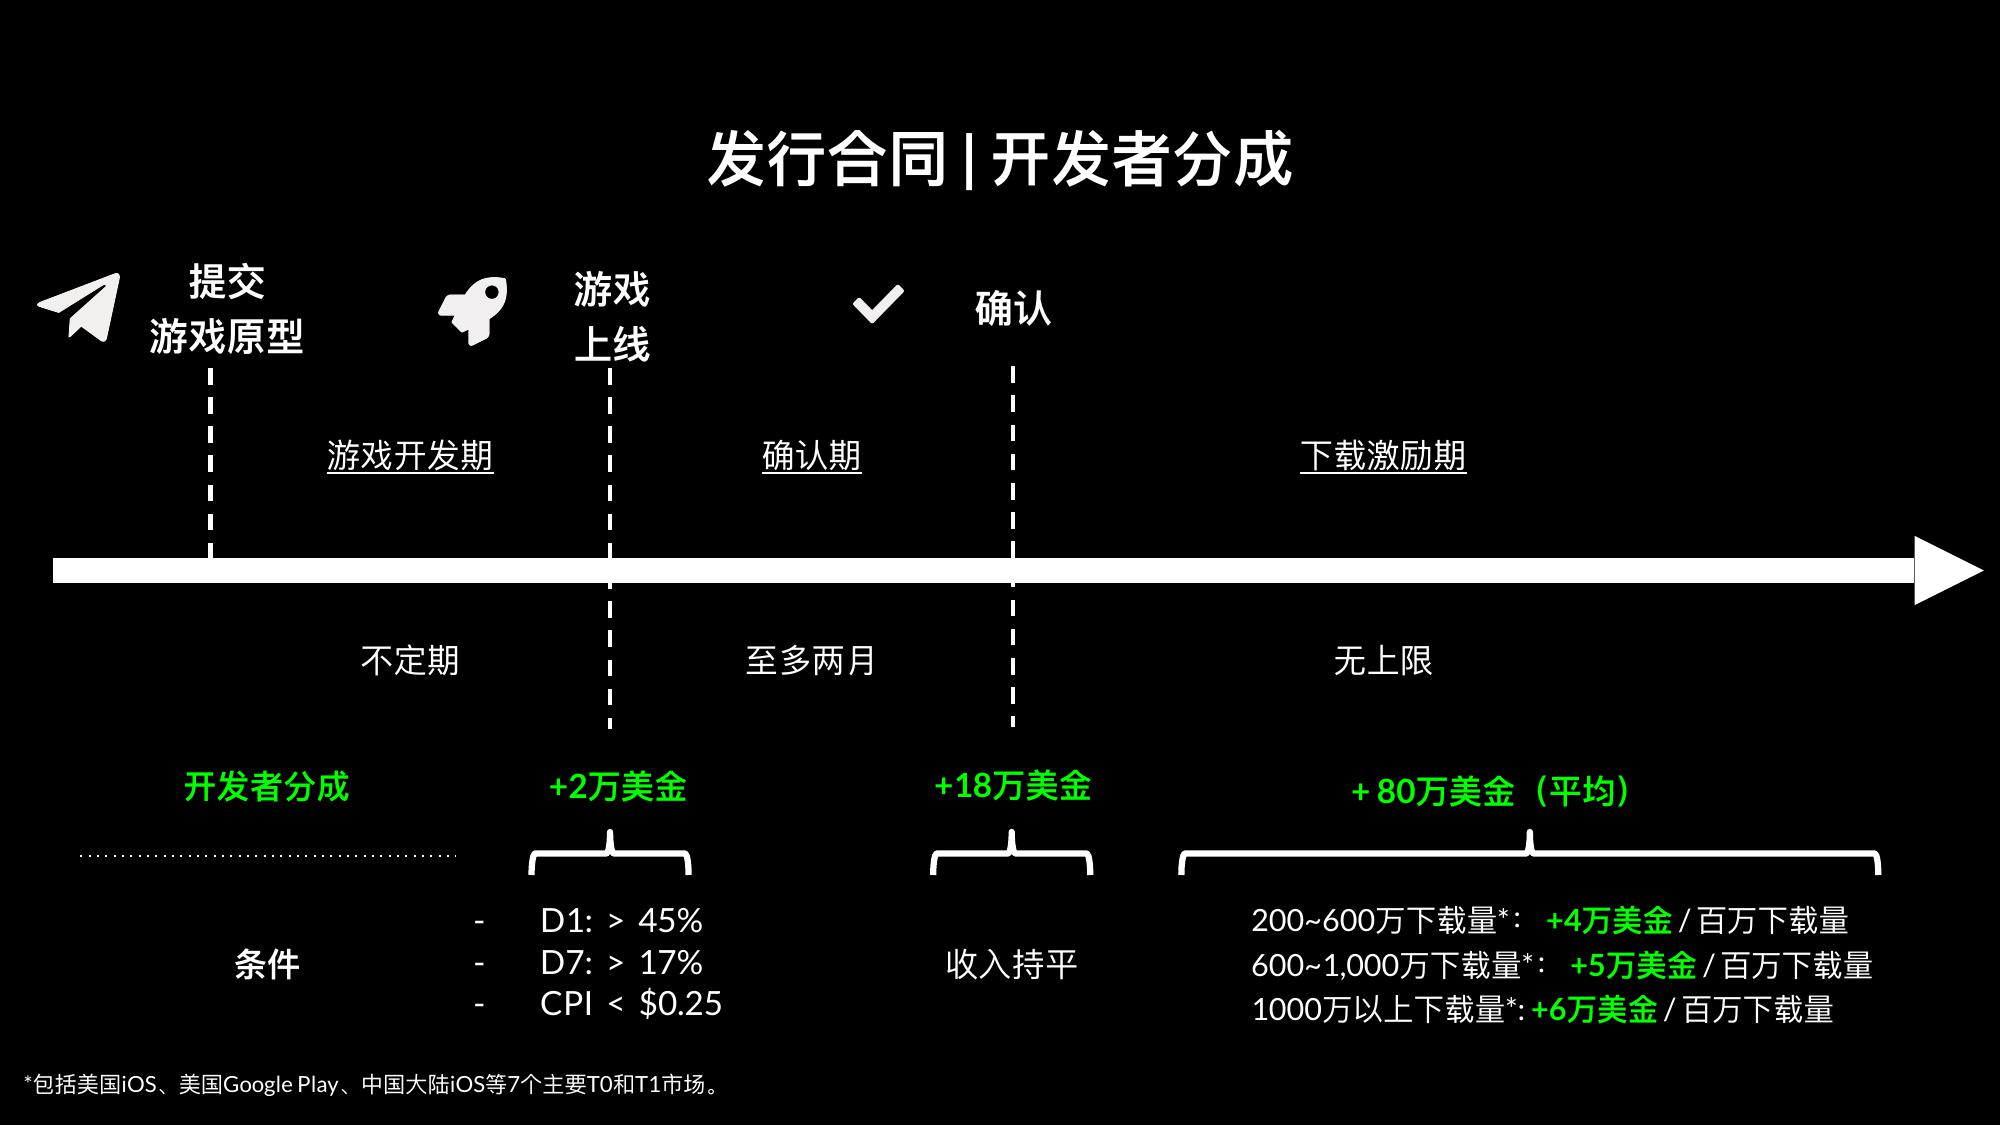 发行合同 | 开发者分成
提交
游戏原型
游戏
上线
确认
游戏开发期
确认期
下载激励期
不定期
至多两月
无上限
开发者分成
+2万美金
+18万美金
+ 80万美金（平均）
条件
- D1: > 45%
- D7: > 17%
- CPI < $0.25
收入持平
200~600万下载量*： +4万美金 / 百万下载量
600~1,000万下载量*： +5万美金 / 百万下载量
1000万以上下载量*: +6万美金 / 百万下载量
*包括美国iOS、美国Google Play、中国大陆iOS等7个主要T0和T1市场。